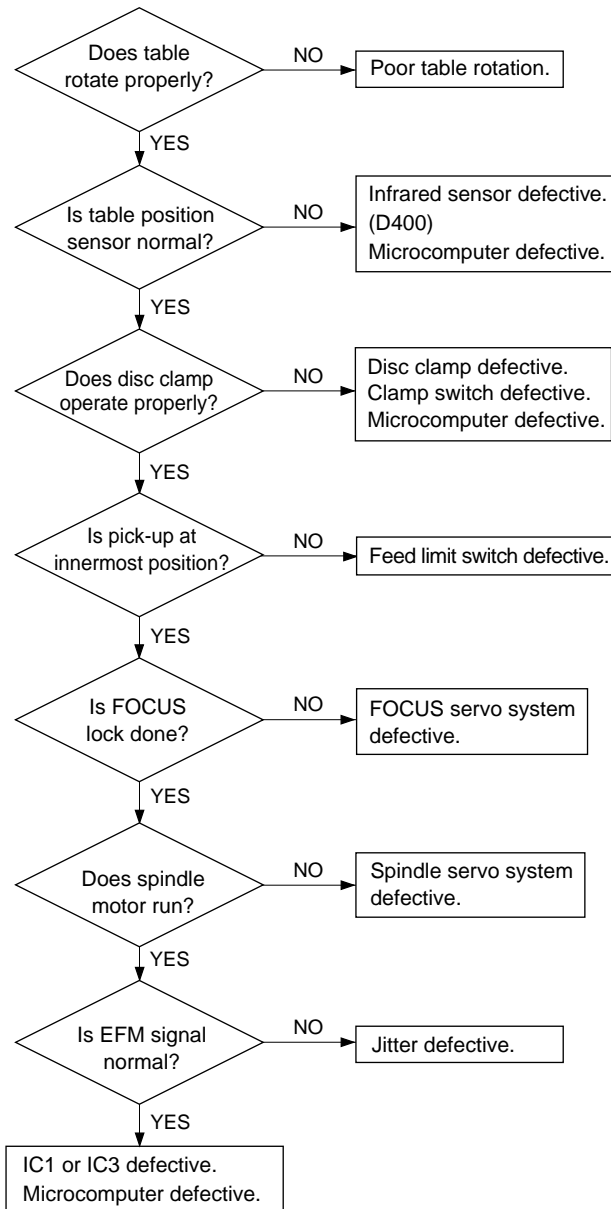 Does table
rotate properly?
NO
Poor table rotation.
YES
Is table position
sensor normal?
NO
Infrared sensor defective.
(D400)
Microcomputer defective.
YES
Does disc clamp
operate properly?
NO
Disc clamp defective.
Clamp switch defective.
Microcomputer defective.
YES
Is pick-up at
innermost position?
NO
Feed limit switch defective.
YES
Is FOCUS
lock done?
NO
FOCUS servo system
defective.
YES
Does spindle
motor run?
NO
Spindle servo system
defective.
YES
Is EFM signal
normal?
NO
Jitter defective.
YES
IC1 or IC3 defective.
Microcomputer defective.